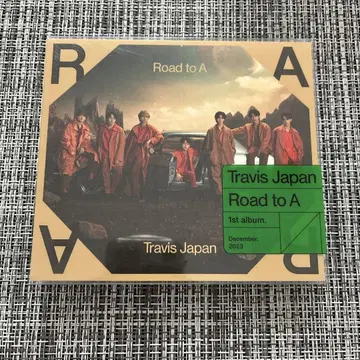 R A
Road to A
Travis Japan
Travis Japan
Road to A
1st album.
December.
2023
A R